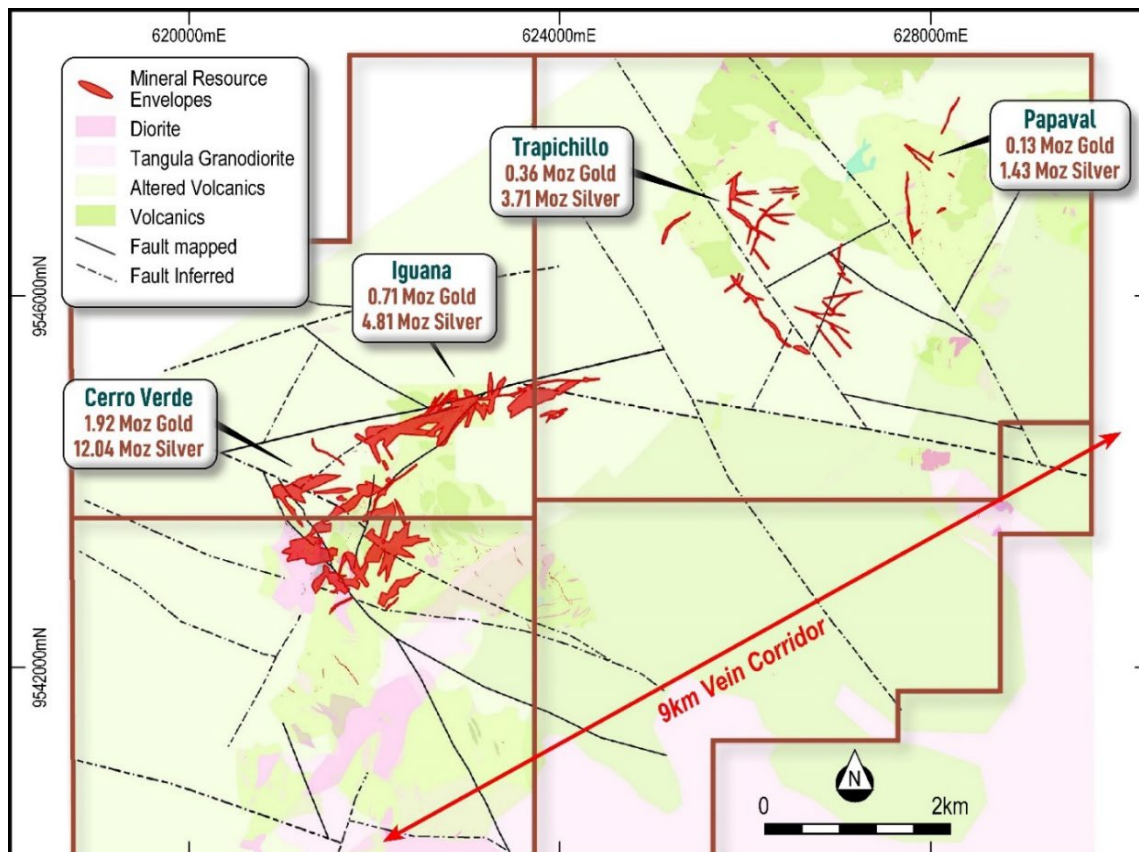 620000mE
624000mE
628000mE
Mineral Resource
Envelopes
Diorite
Tangula Granodiorite
Altered Volcanics
Volcanics
Fault mapped
Fault Inferred
Trapichillo
0.36 Moz Gold
3.71 Moz Silver
Papaval
0.13 Moz Gold
1.43 Moz Silver
Iguana
0.71 Moz Gold
4.81 Moz Silver
9546000mN
Cerro Verde
1.92 Moz Gold
12.04 Moz Silver
9542000mN
9km Vein Corridor
N
0
2km